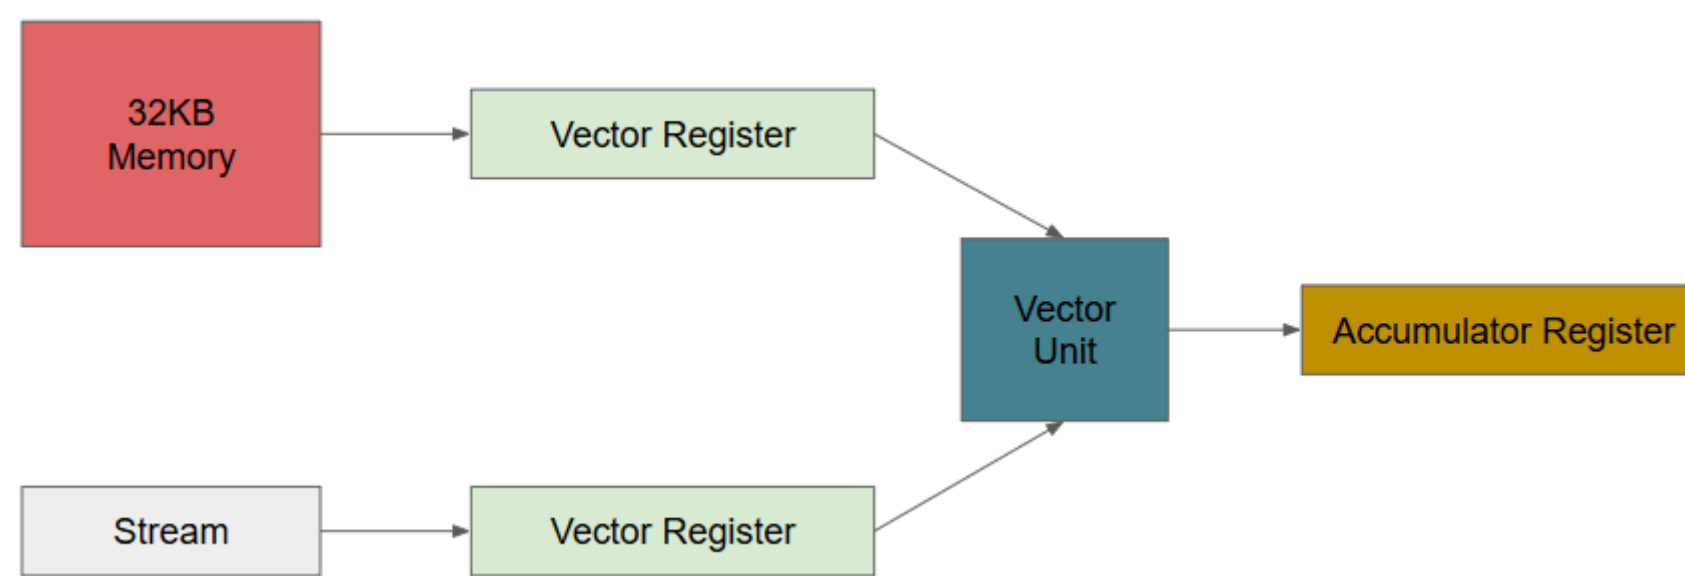 32KB
Memory
Vector Register
Vector
Unit
Accumulator Register
Stream
Vector Register